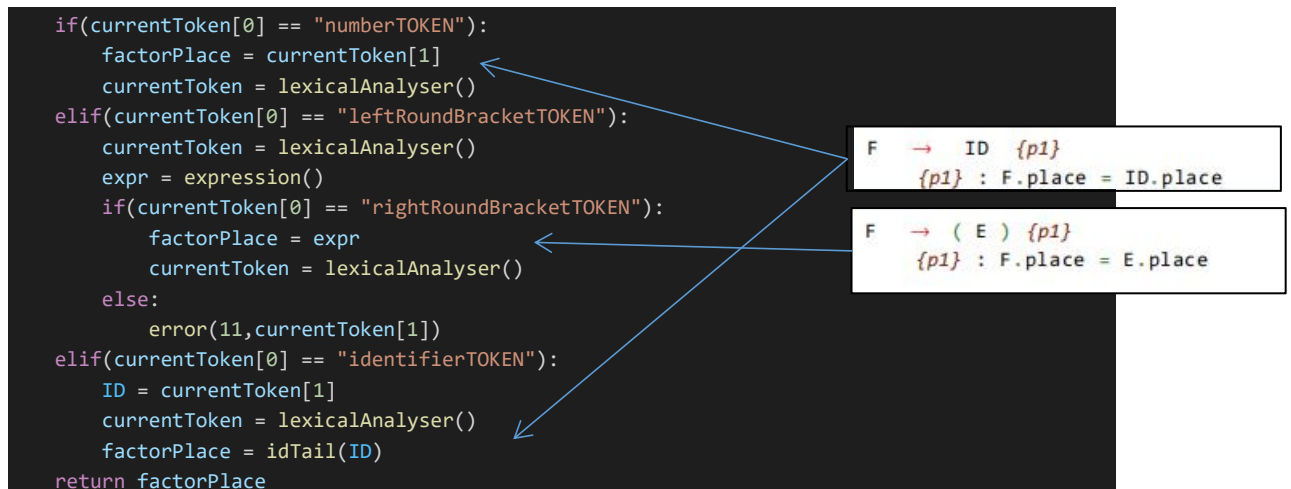 if(currentToken[0] == "numberTOKEN"):
factorPlace = currentToken[1]
currentToken = lexicalAnalyser()
elif(currentToken[0] == "leftRoundBracketTOKEN"):
currentToken = lexicalAnalyser()
expr = expression()
if(currentToken[0] == "rightRoundBracketTOKEN"):
factorPlace = expr
currentToken = lexicalAnalyser()
else:
error(11,currentToken[1])
elif(currentToken[0] == "identifierTOKEN"):
ID = currentToken[1]
currentToken = lexicalAnalyser()
factorPlace = idTail(ID)
return factorPlace
F → ID {p1}
{p1} : F.place = ID.place
F → ( E ) {p1}
{p1} : F.place = E.place